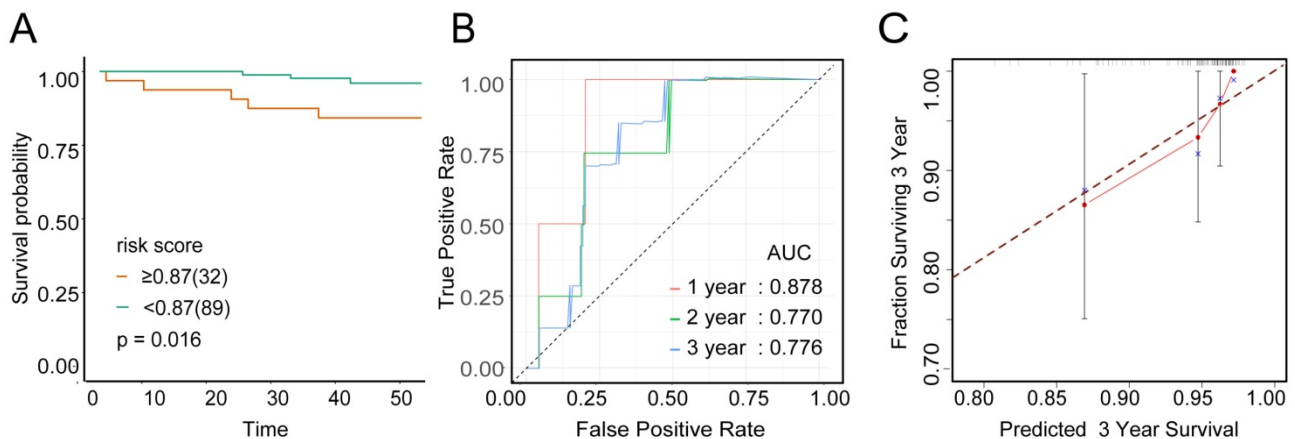 A
Survival probability
1.00
0.75
0.50
0.25
0.00
risk score
≥0.87(32)
<0.87(89)
p = 0.016
0 10 20 30 40 50
Time
B
True Positive Rate
1.00
0.75
0.50
0.25
0.00
AUC
1 year : 0.878
2 year : 0.770
3 year : 0.776
0.00 0.25 0.50 0.75 1.00
False Positive Rate
C
Fraction Surviving 3 Year
1.00
0.90
0.80
0.70
0.80 0.85 0.90 0.95 1.00
Predicted 3 Year Survival